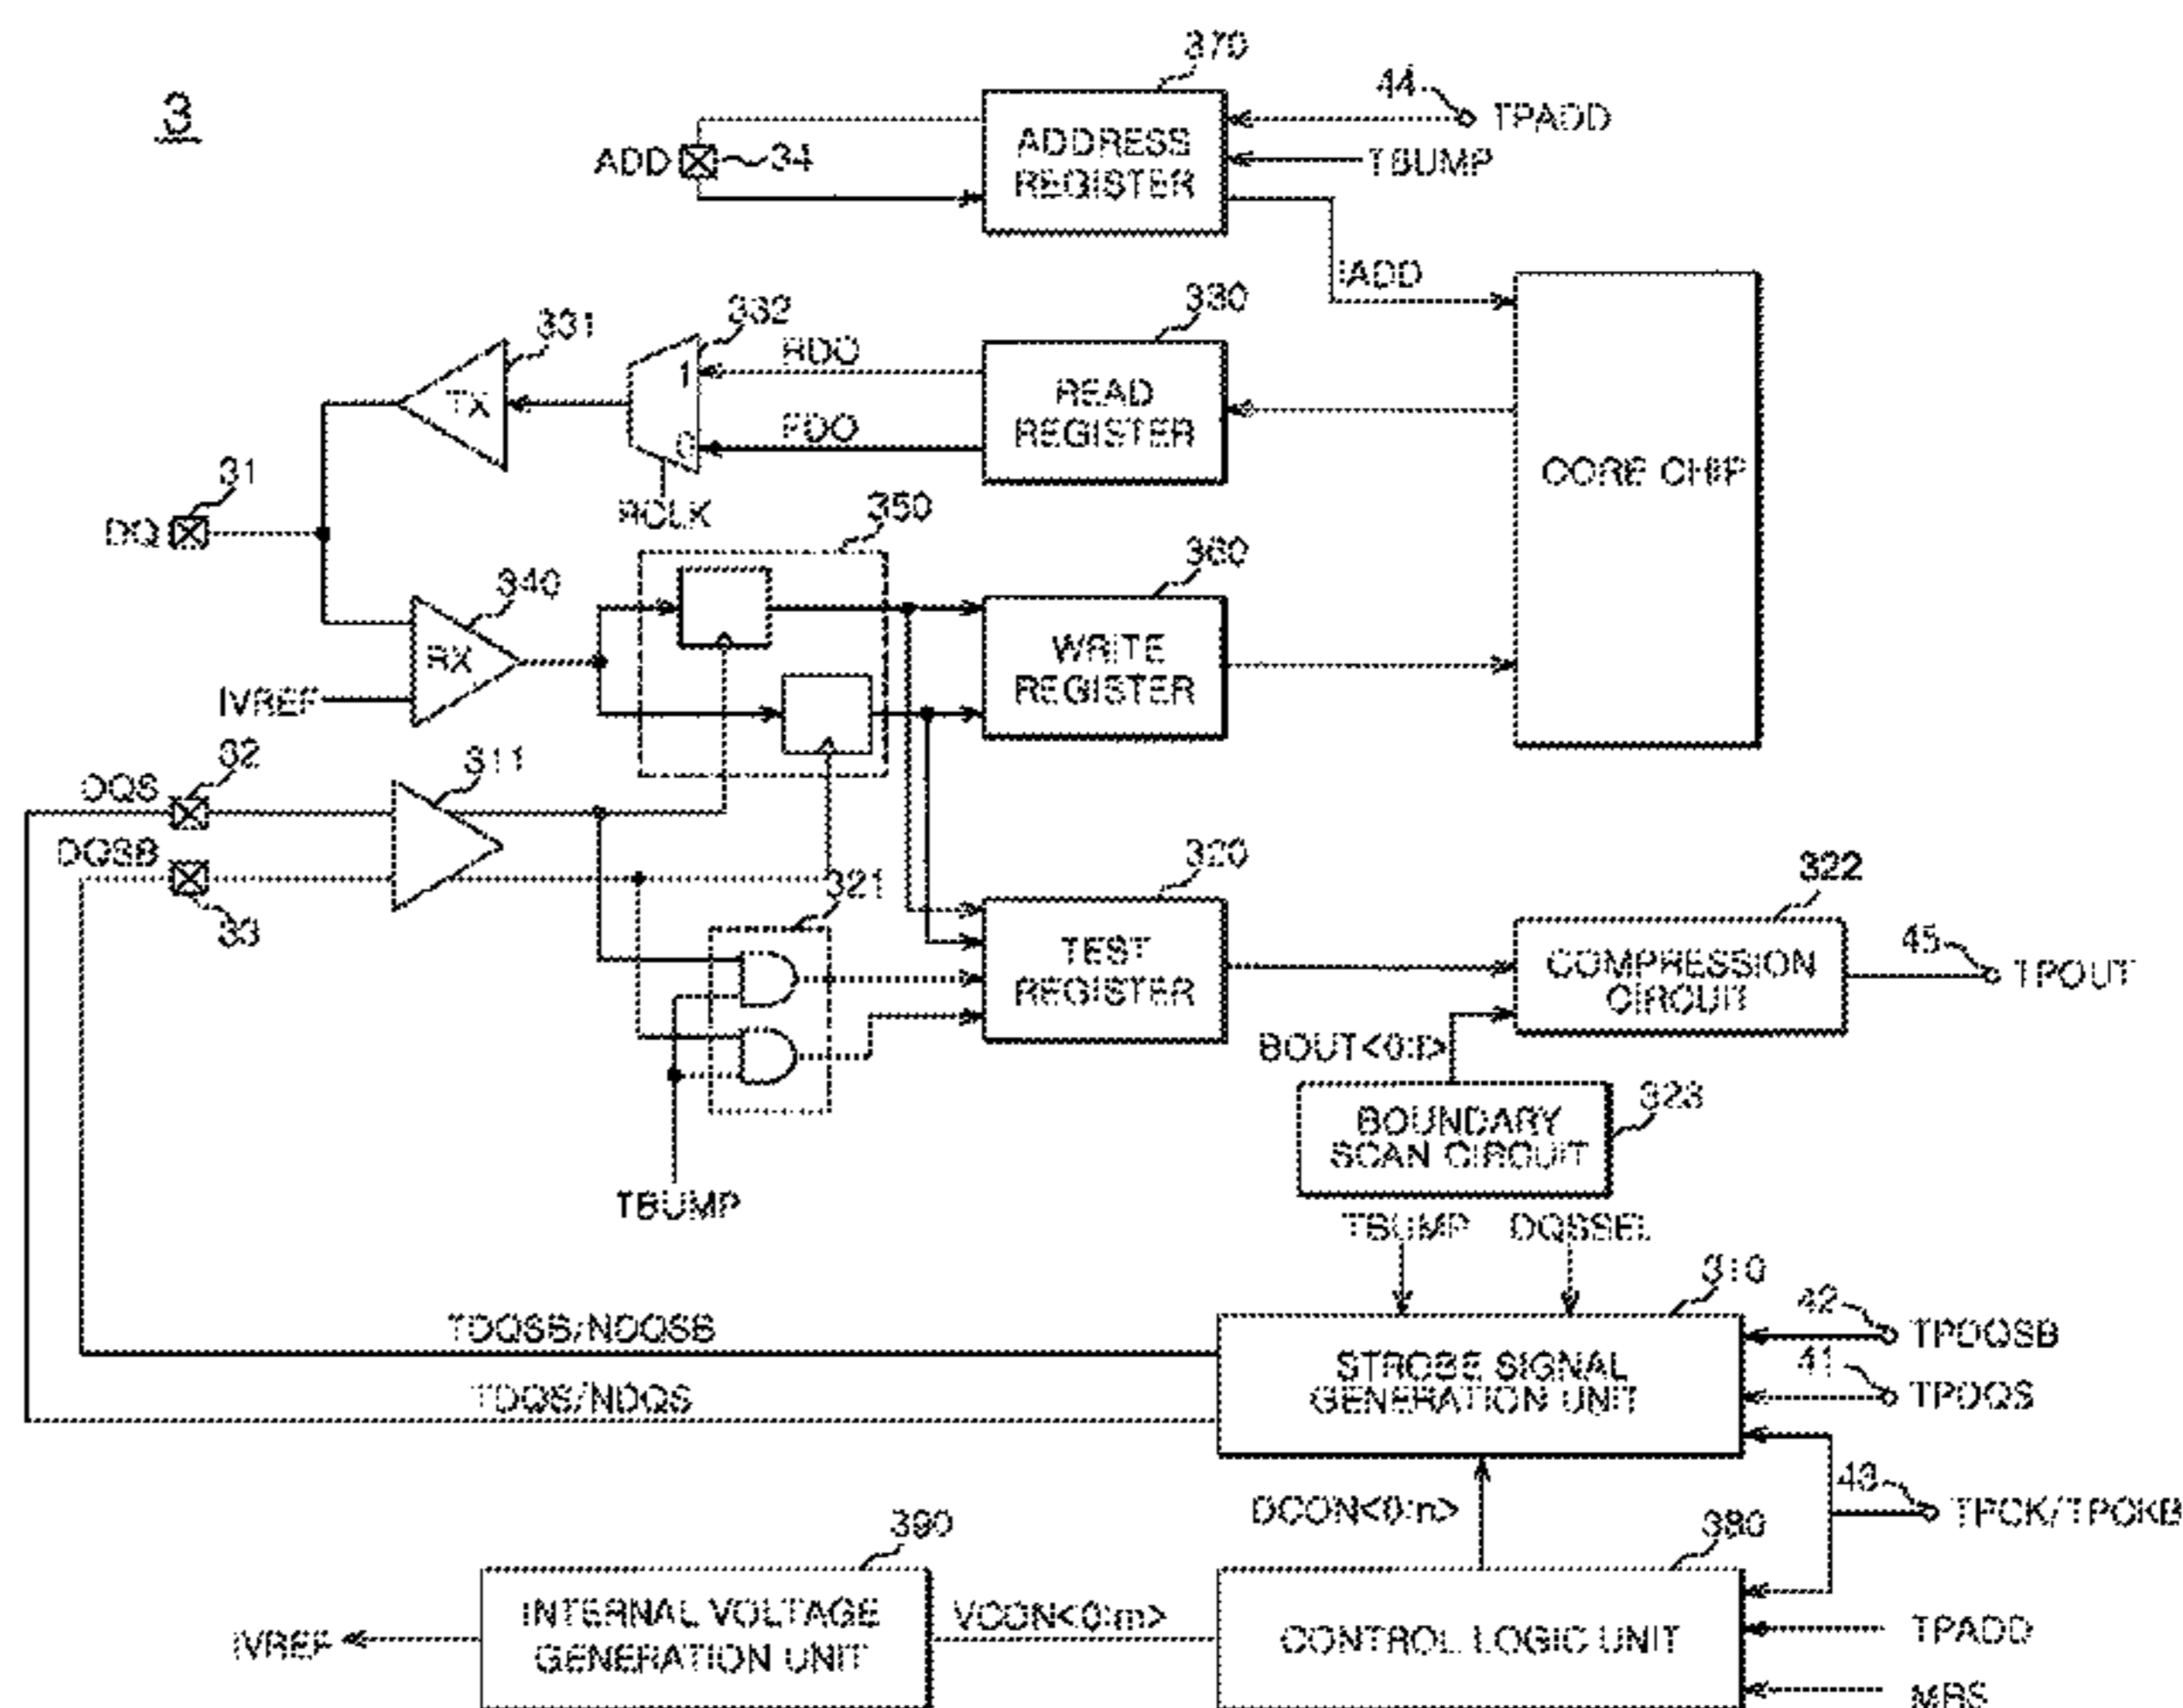 3
370
44
TPADD
ADDRESS
REGISTER
ADD
34
TBUMP
IADD
331
332
RDO
330
TX
1
READ
REGISTER
FDO
0
CORE CHIP
31
DQ
RCLK
350
360
340
RX
WRITE
REGISTER
IVREF
32
DQS
311
DQSB
33
321
320
322
TEST
REGISTER
COMPRESSION
CIRCUIT
45
TPOUT
BOUT<0:l>
BOUNDARY
SCAN CIRCUIT
323
TBUMP
TBUMP
DQSSEL
310
TDQSB/NDQSB
STROBE SIGNAL
GENERATION UNIT
42
TPDQSB
41
TPDQS
TDQS/NDQS
DCON<0:n>
43
TPCK/TPCKB
390
380
INTERNAL VOLTAGE
GENERATION UNIT
IVREF
VCON<0:m>
CONTROL LOGIC UNIT
TPADD
MRS